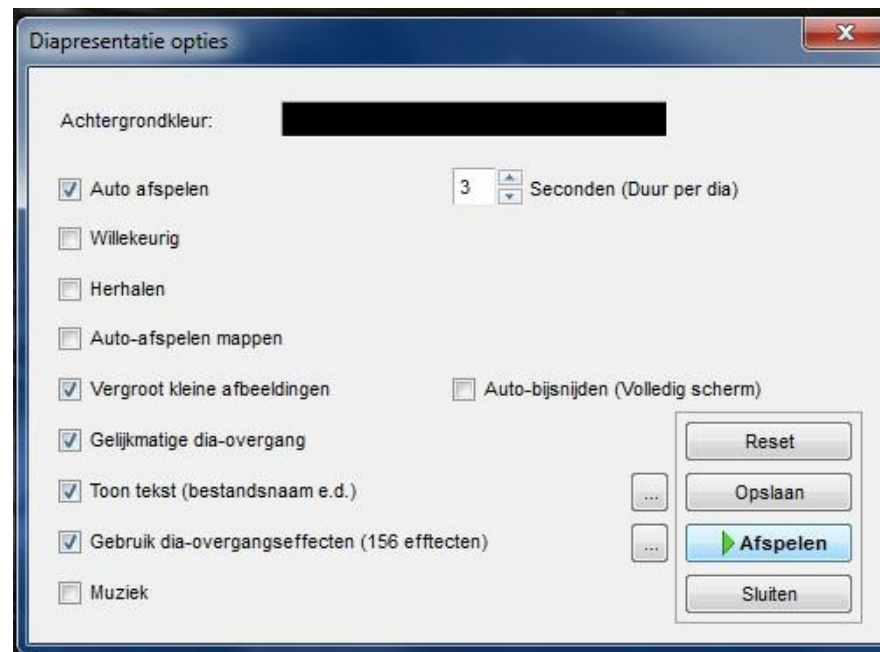 Diapresentatie opties
Achtergrondkleur:
Auto afspelen 3 Seconden (Duur per dia)
Willekeurig
Herhalen
Auto-afspelen mappen
Vergroot kleine afbeeldingen Auto-bijsnijden (Volledig scherm)
Gelijkmatige dia-overgang Reset
Toon tekst (bestandsnaam e.d.) ... Opslaan
Gebruik dia-overgangseffecten (156 efftecten) ... Afspelen
Muziek Sluiten